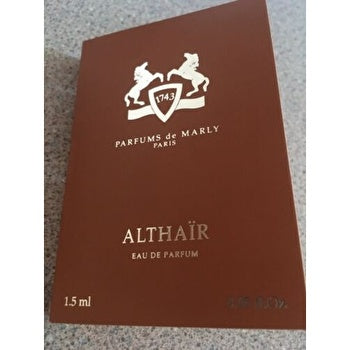 1743
PARFUMS de MARLY
PARIS
ALTHAÏR
EAU DE PARFUM
1.5 ml